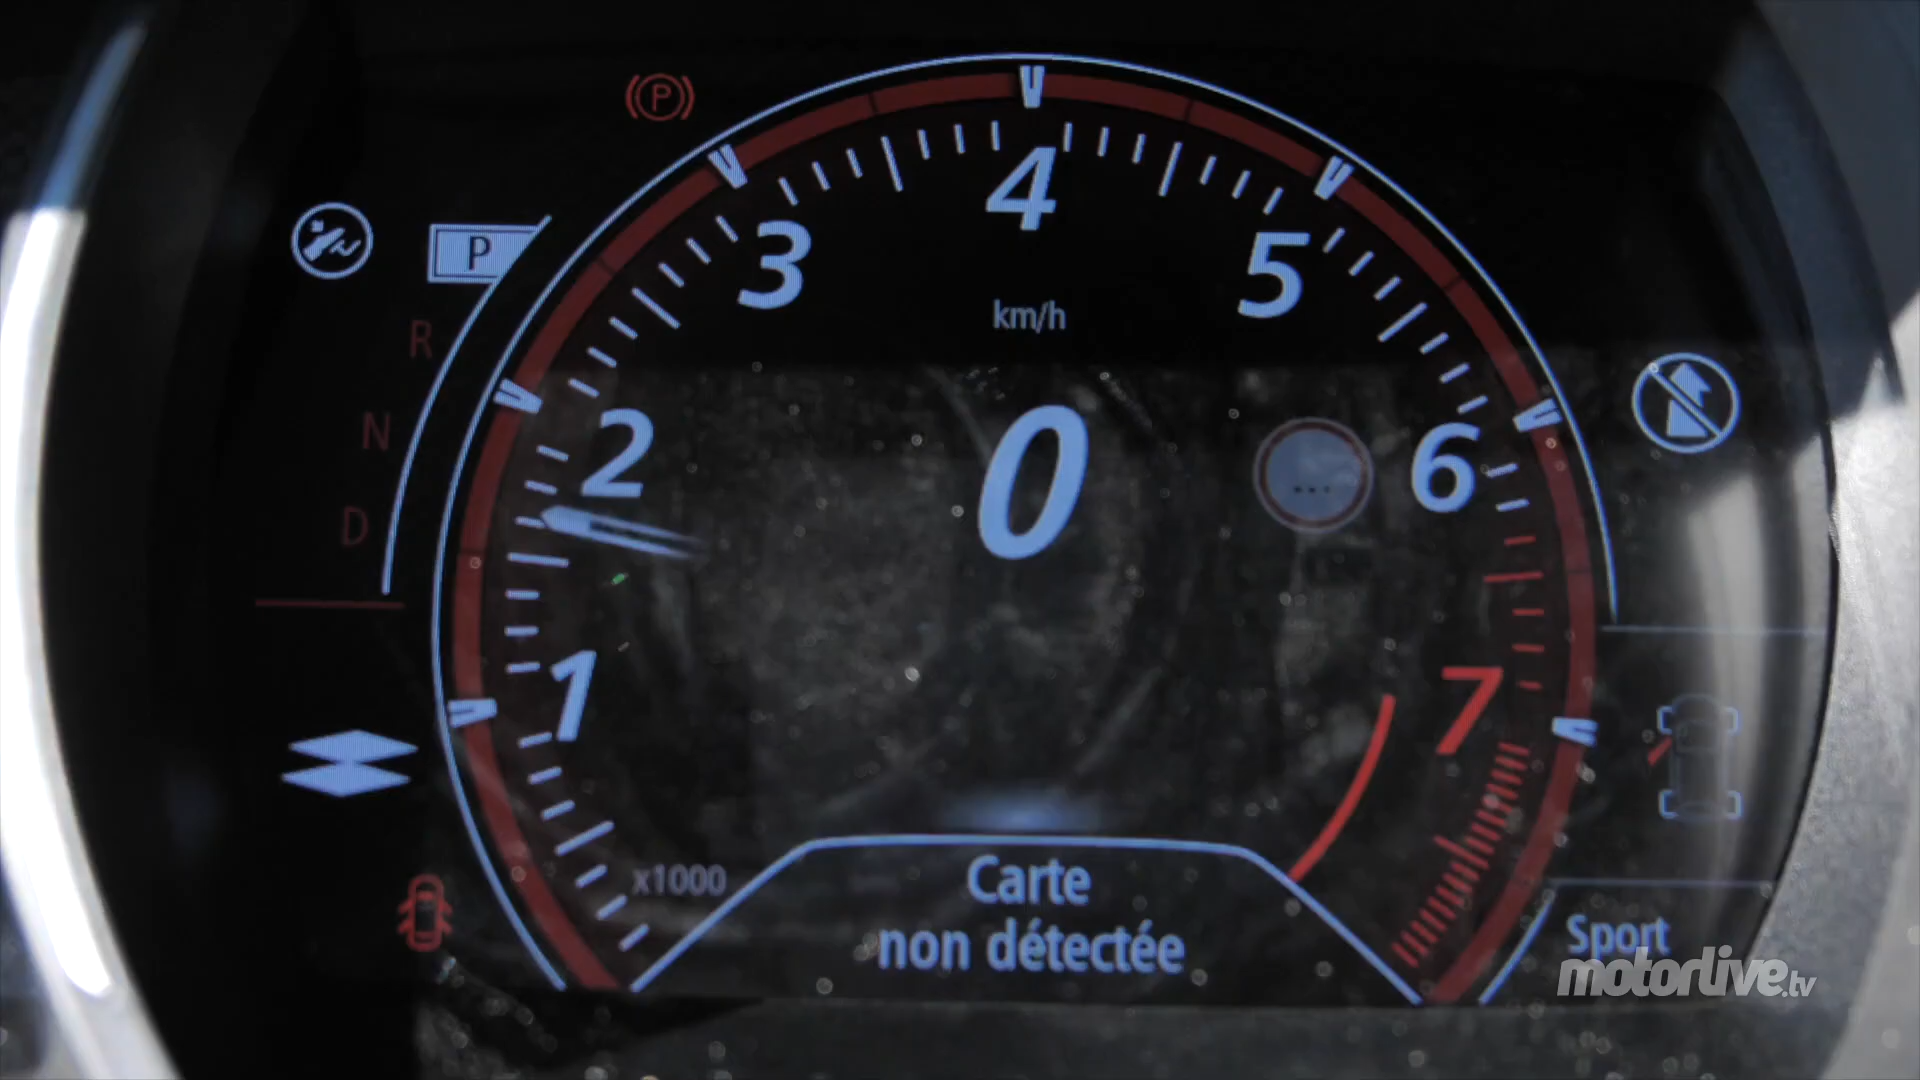 P
4
3
5
P
km/h
R
2
0
...
6
N
D
1
7
x1000
Carte
non détectée
Sport
motorlive.tv